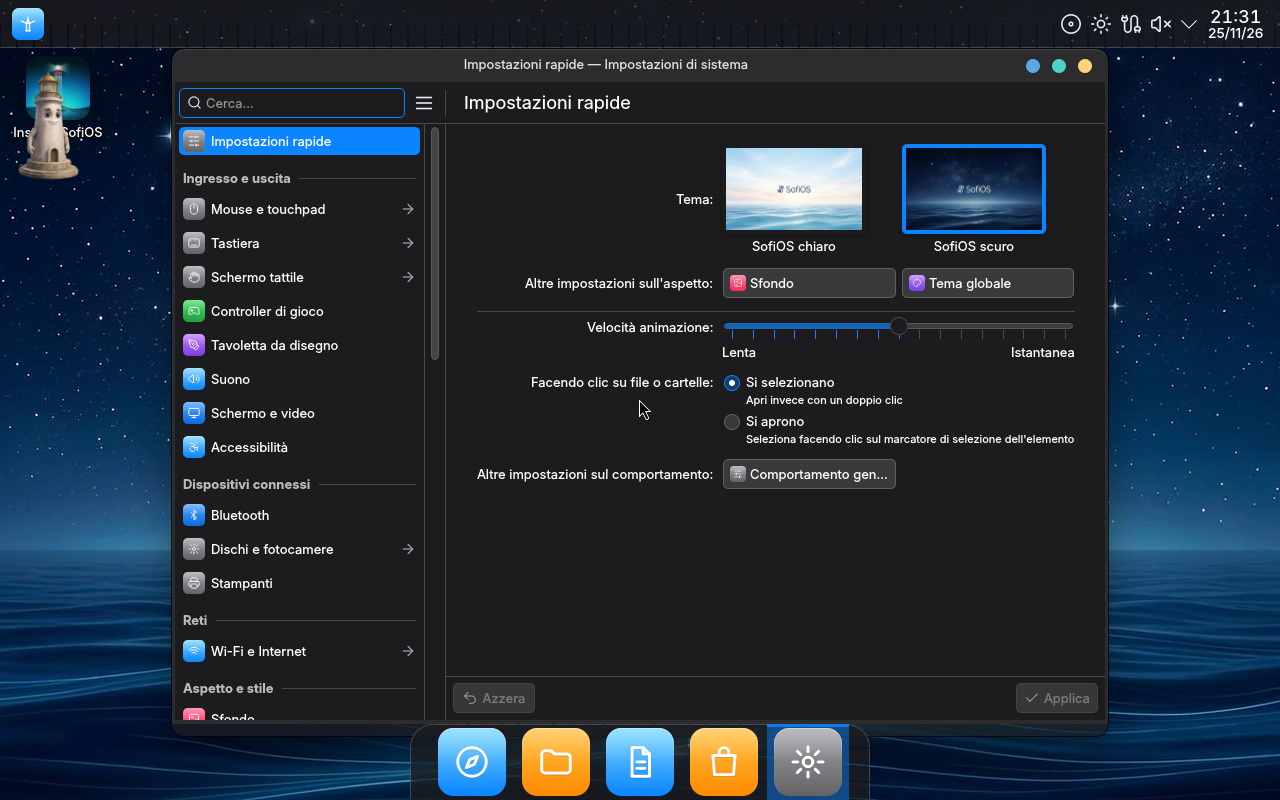 21:31
25/11/26
Impostazioni rapide — Impostazioni di sistema
Cerca...
Impostazioni rapide
SofiOS
Impostazioni rapide
Ingresso e uscita
Mouse e touchpad
Tastiera
Schermo tattile
Controller di gioco
Tavoletta da disegno
Suono
Schermo e video
Accessibilità
Dispositivi connessi
Bluetooth
Dischi e fotocamere
Stampanti
Reti
Wi-Fi e Internet
Aspetto e stile
Sfondo
Tema:
SofiOS
SofiOS
SofiOS chiaro
SofiOS scuro
Altre impostazioni sull'aspetto:
Sfondo
Tema globale
Velocità animazione:
Lenta
Istantanea
Facendo clic su file o cartelle:
Si selezionano
Apri invece con un doppio clic
Si aprono
Seleziona facendo clic sul marcatore di selezione dell'elemento
Altre impostazioni sul comportamento:
Comportamento gen...
Azzera
Applica